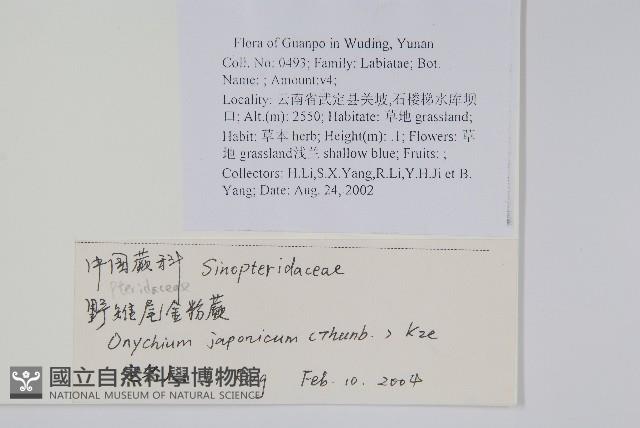 Flora of Guanpo in Wuding, Yunan
Coll. No: 0493; Family: Labiatae; Bot.
Name: ; Amount:v4;
Locality: 云南省武定县关坡,石楼梯水库坝
口; Alt.(m): 2550; Habitate: 草地 grassland;
Habit: 草本 herb; Height(m): .1; Flowers: 草
地 grassland浅兰 shallow blue; Fruits: ;
Collectors: H.Li,S.X.Yang,R.Li,Y.H.Ji et B.
Yang; Date: Aug. 24, 2002
中国蕨科 Sinopteridaceae
Pteridaceae
野雉尾金粉蕨
Onychium japonicum (Thunb.) Kze
Feb. 10. 2004
國立自然科學博物館
NATIONAL MUSEUM OF NATURAL SCIENCE